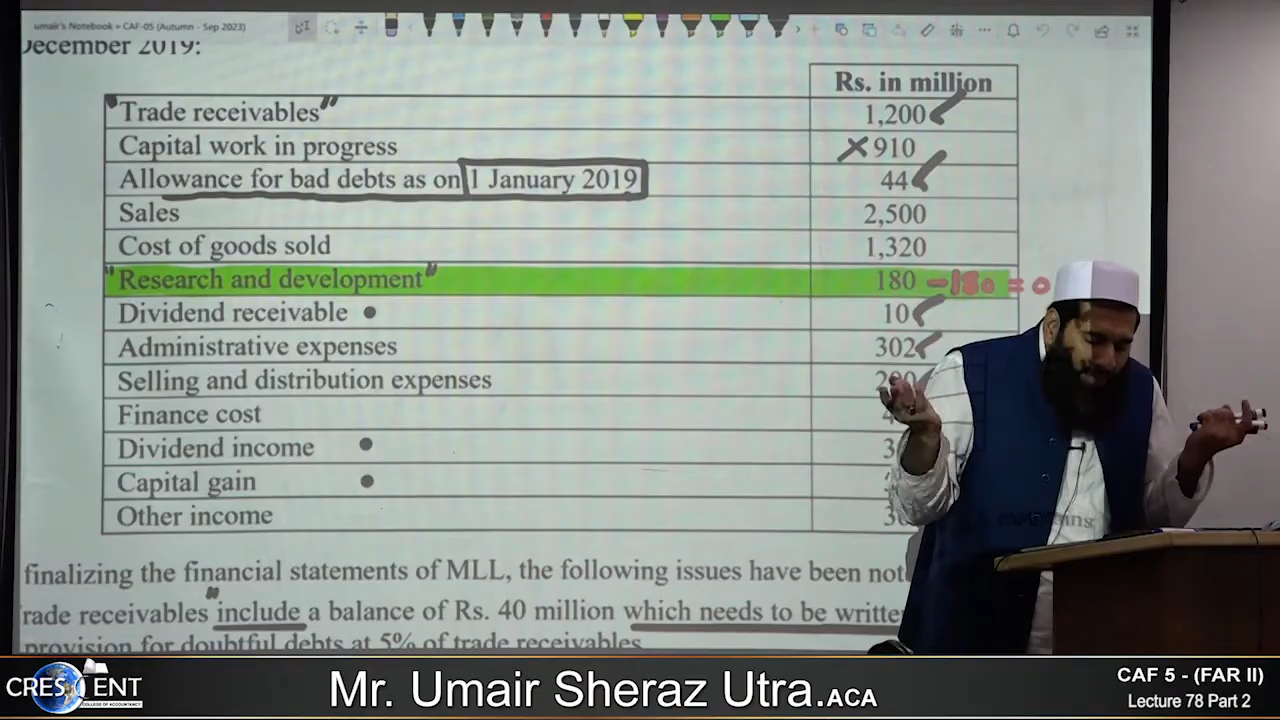 umair's Notebook » CAF-05 (Autumn - Sep 2023)
December 2019:
Rs. in million
"Trade receivables" 1,200
Capital work in progress × 910
Allowance for bad debts as on 1 January 2019 44
Sales 2,500
Cost of goods sold 1,320
"Research and development" 180 -180 = 0
Dividend receivable 10
Administrative expenses 302
Selling and distribution expenses
Finance cost
Dividend income
Capital gain
Other income
finalizing the financial statements of MLL, the following issues have been
rade receivables "include a balance of Rs. 40 million which needs to be
provision for doubtful debts at 5% of trade receivables
CRESCENT
COLLEGE OF ACCOUNTANCY
Mr. Umair Sheraz Utra.ACA
CAF 5 - (FAR II)
Lecture 78 Part 2